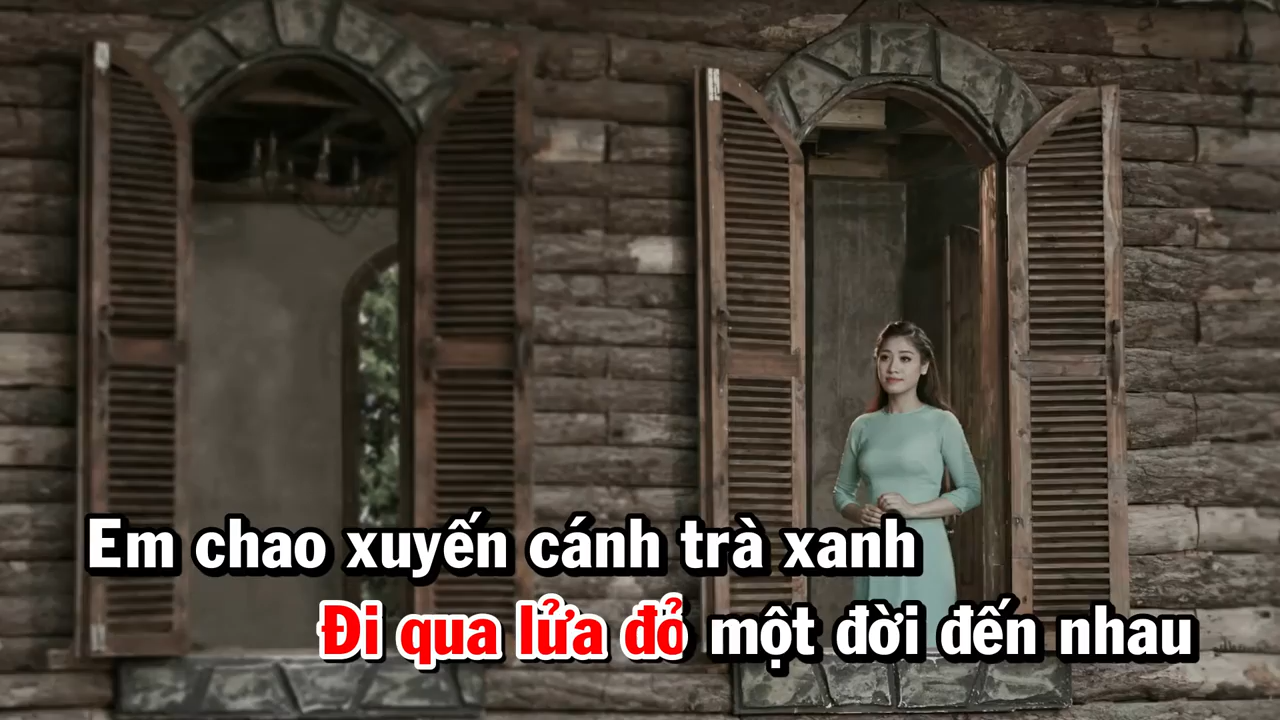 Em chao xuyến cánh trà xanh
Đi qua lửa đỏ một đời đến nhau